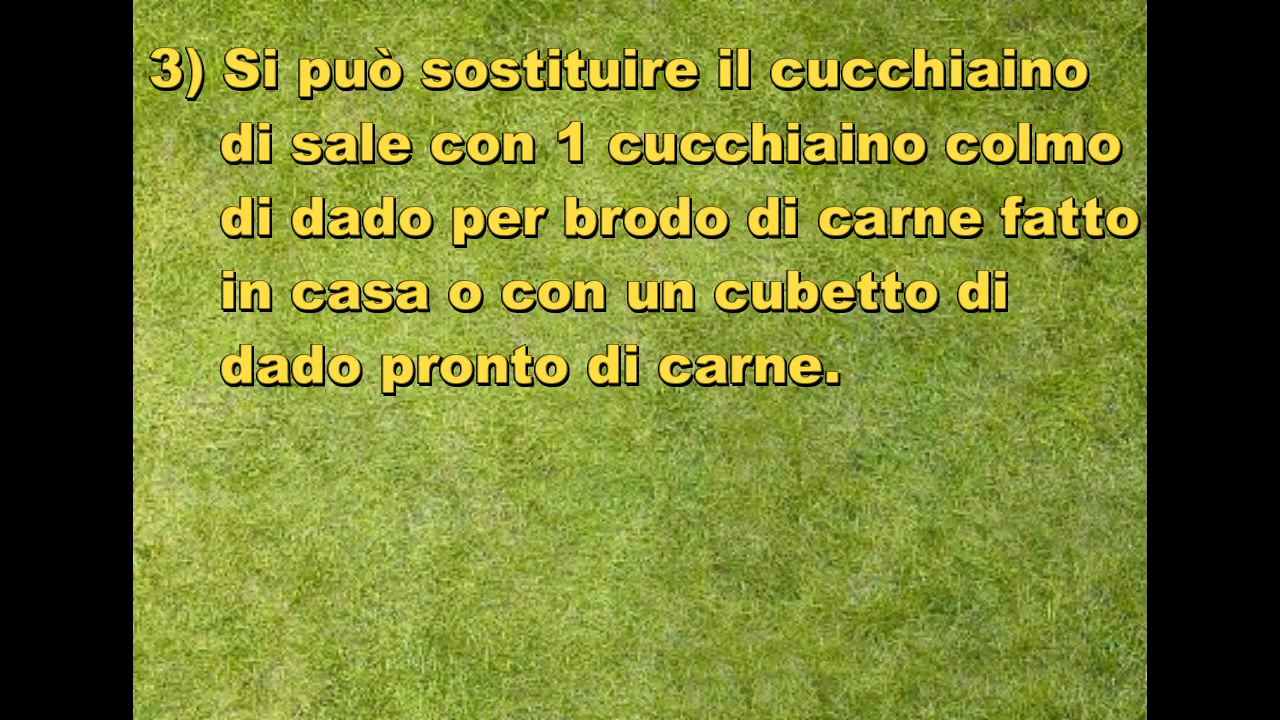 3) Si può sostituire il cucchiaino
di sale con 1 cucchiaino colmo
di dado per brodo di carne fatto
in casa o con un cubetto di
dado pronto di carne.